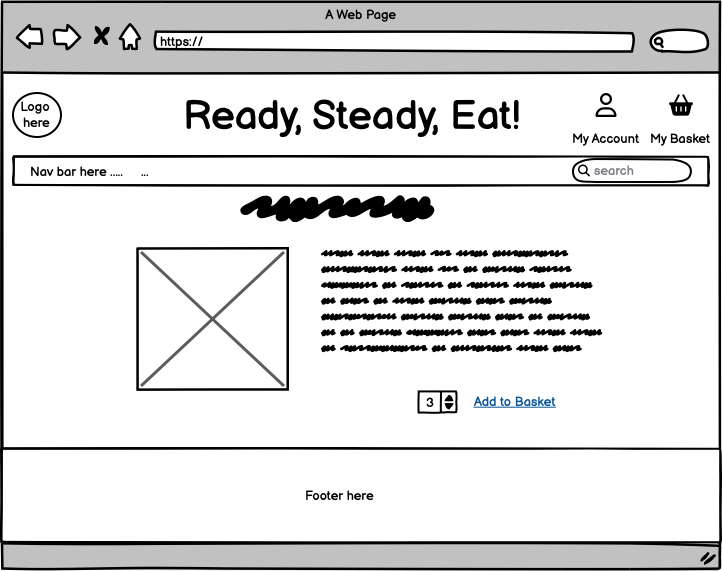 A Web Page
https://
Logo
here
Ready, Steady, Eat!
My Account
My Basket
Nav bar here ..... ...
search
3
Add to Basket
Footer here